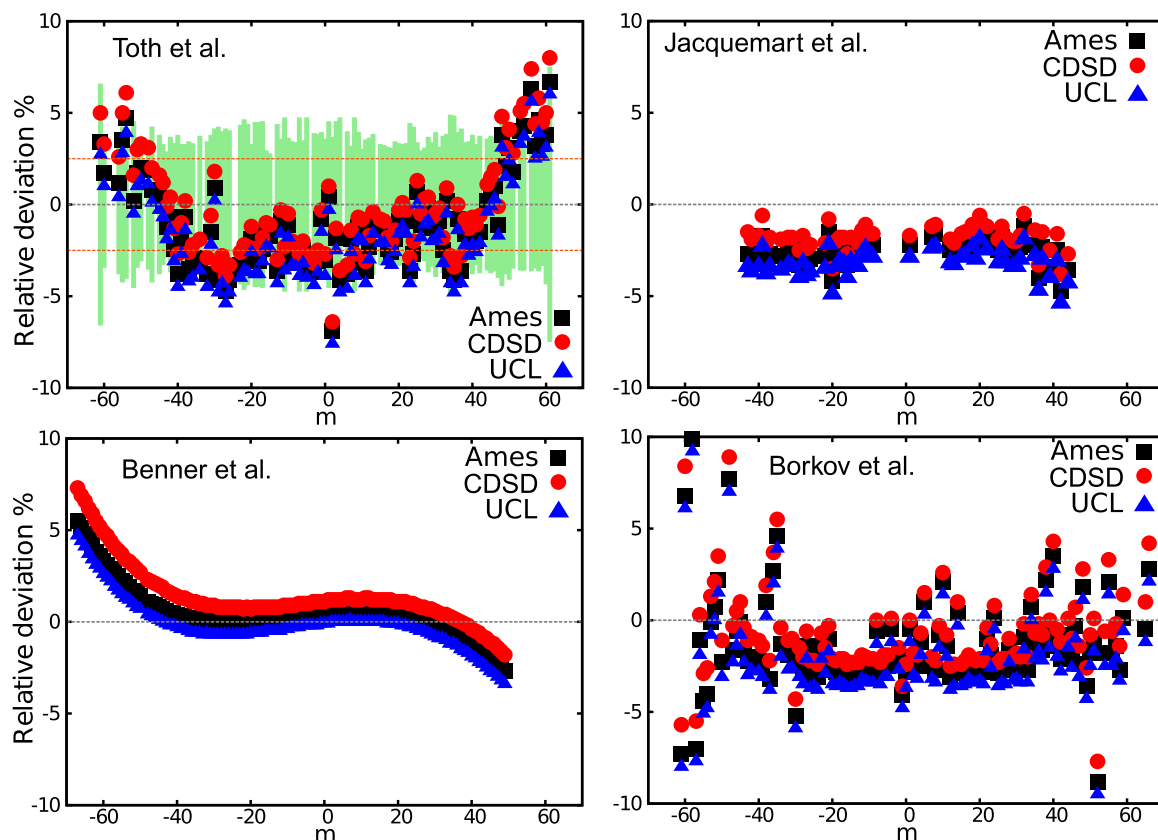 Toth et al.
Relative deviation %
10
5
0
-5
-10
Ames
CDSD
UCL
-60 -40 -20 0 20 40 60
m
Jacquemart et al.
10
5
0
-5
-10
Ames
CDSD
UCL
-60 -40 -20 0 20 40 60
m
Benner et al.
Relative deviation %
10
5
0
-5
-10
Ames
CDSD
UCL
-60 -40 -20 0 20 40 60
m
Borkov et al.
10
5
0
-5
-10
Ames
CDSD
UCL
-60 -40 -20 0 20 40 60
m